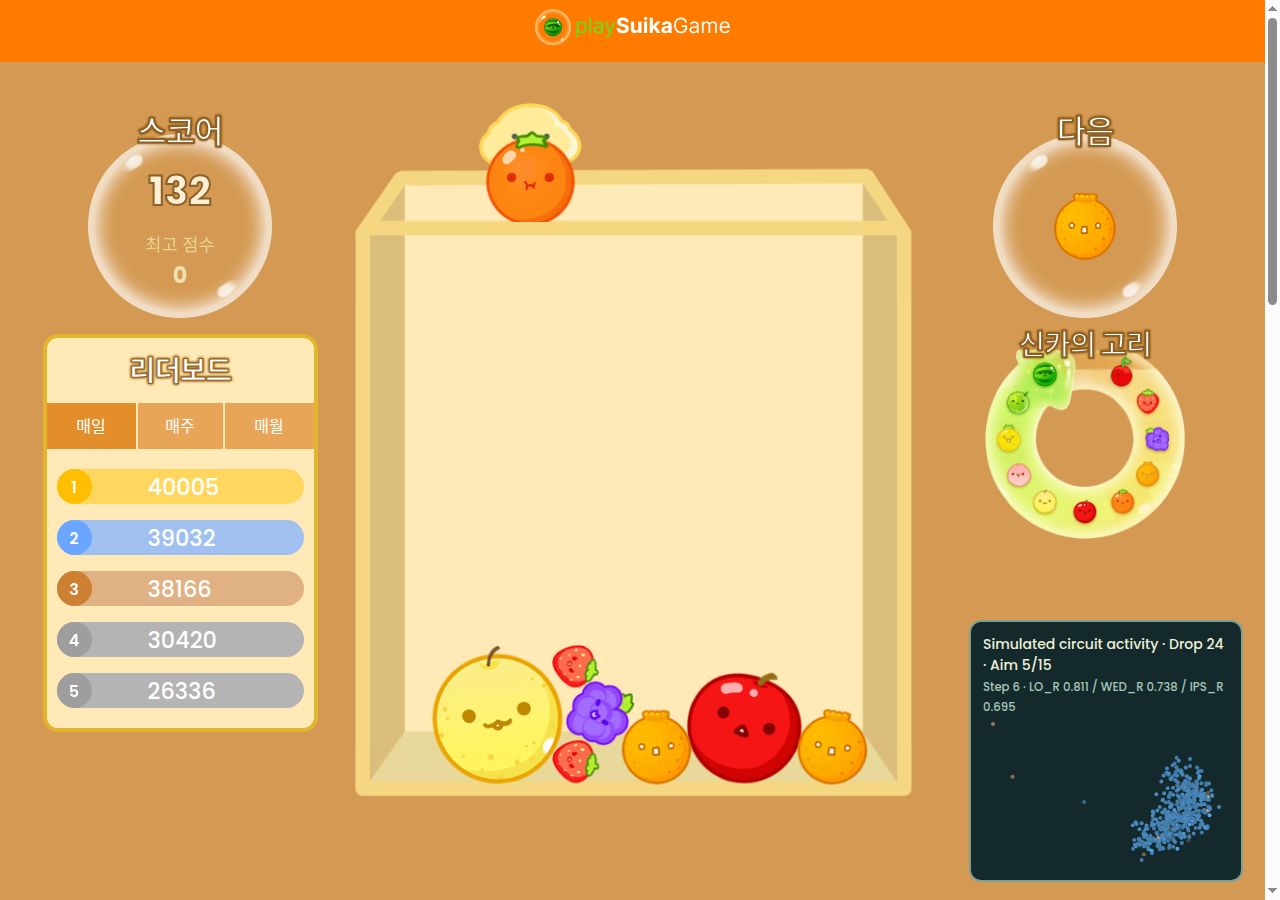 playSuikaGame
스코어
132
최고 점수
0
리더보드
매일 매주 매월
1 40005
2 39032
3 38166
4 30420
5 26336
다음
신카의 고리
Simulated circuit activity · Drop 24
· Aim 5/15
Step 6 · LO_R 0.811 / WED_R 0.738 / IPS_R
0.695